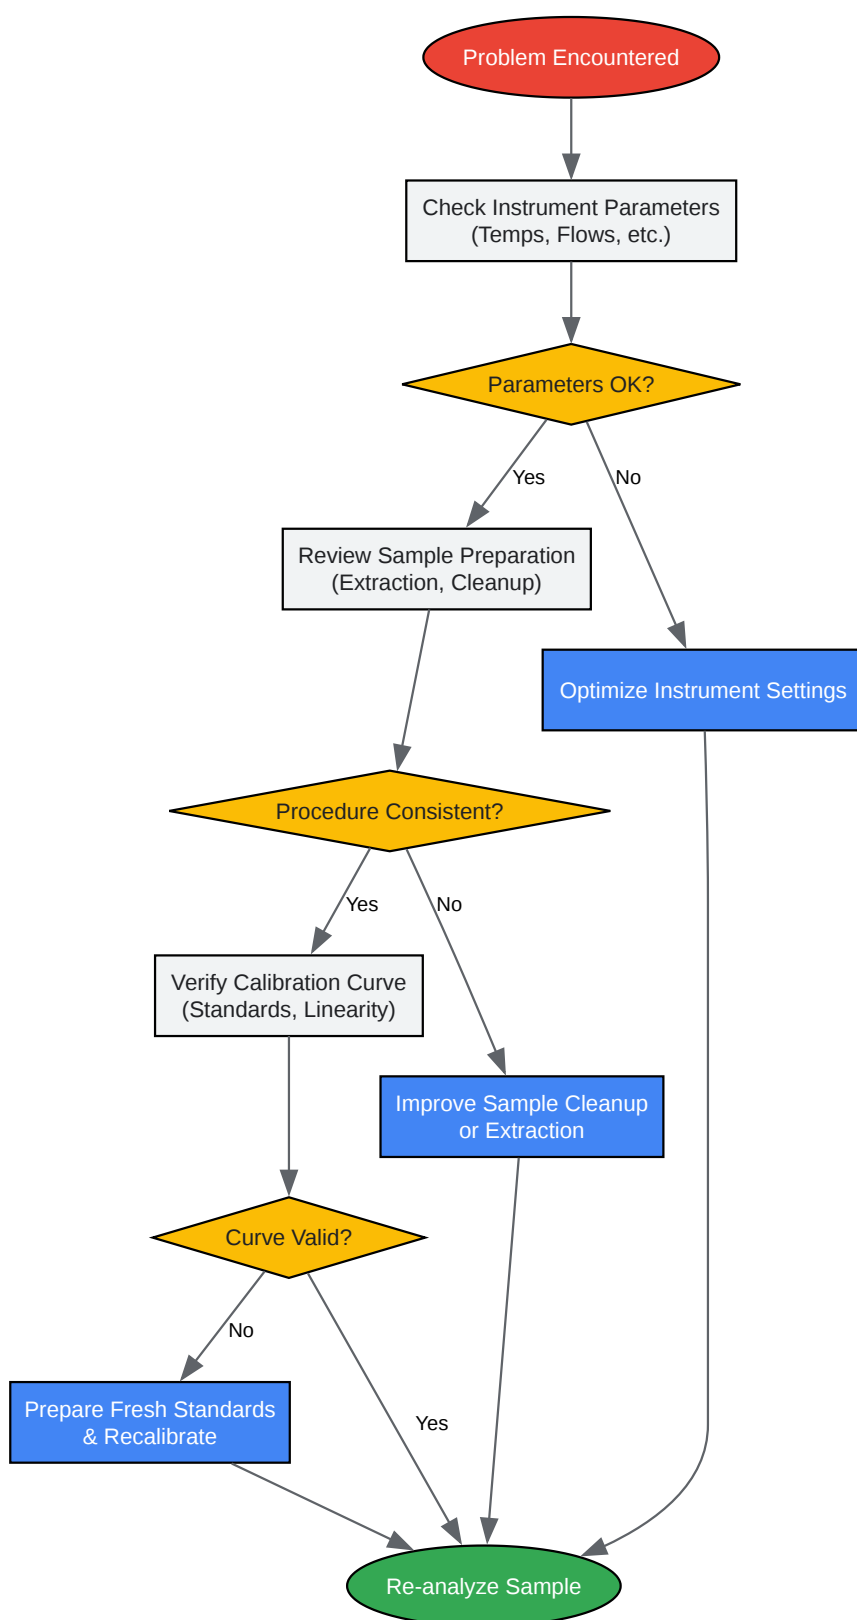 Problem Encountered
Check Instrument Parameters
(Temps, Flows, etc.)
Parameters OK?
Yes
No
Review Sample Preparation
(Extraction, Cleanup)
Optimize Instrument Settings
Procedure Consistent?
Yes
No
Verify Calibration Curve
(Standards, Linearity)
Improve Sample Cleanup
or Extraction
Curve Valid?
No
Prepare Fresh Standards
& Recalibrate
Yes
Re-analyze Sample